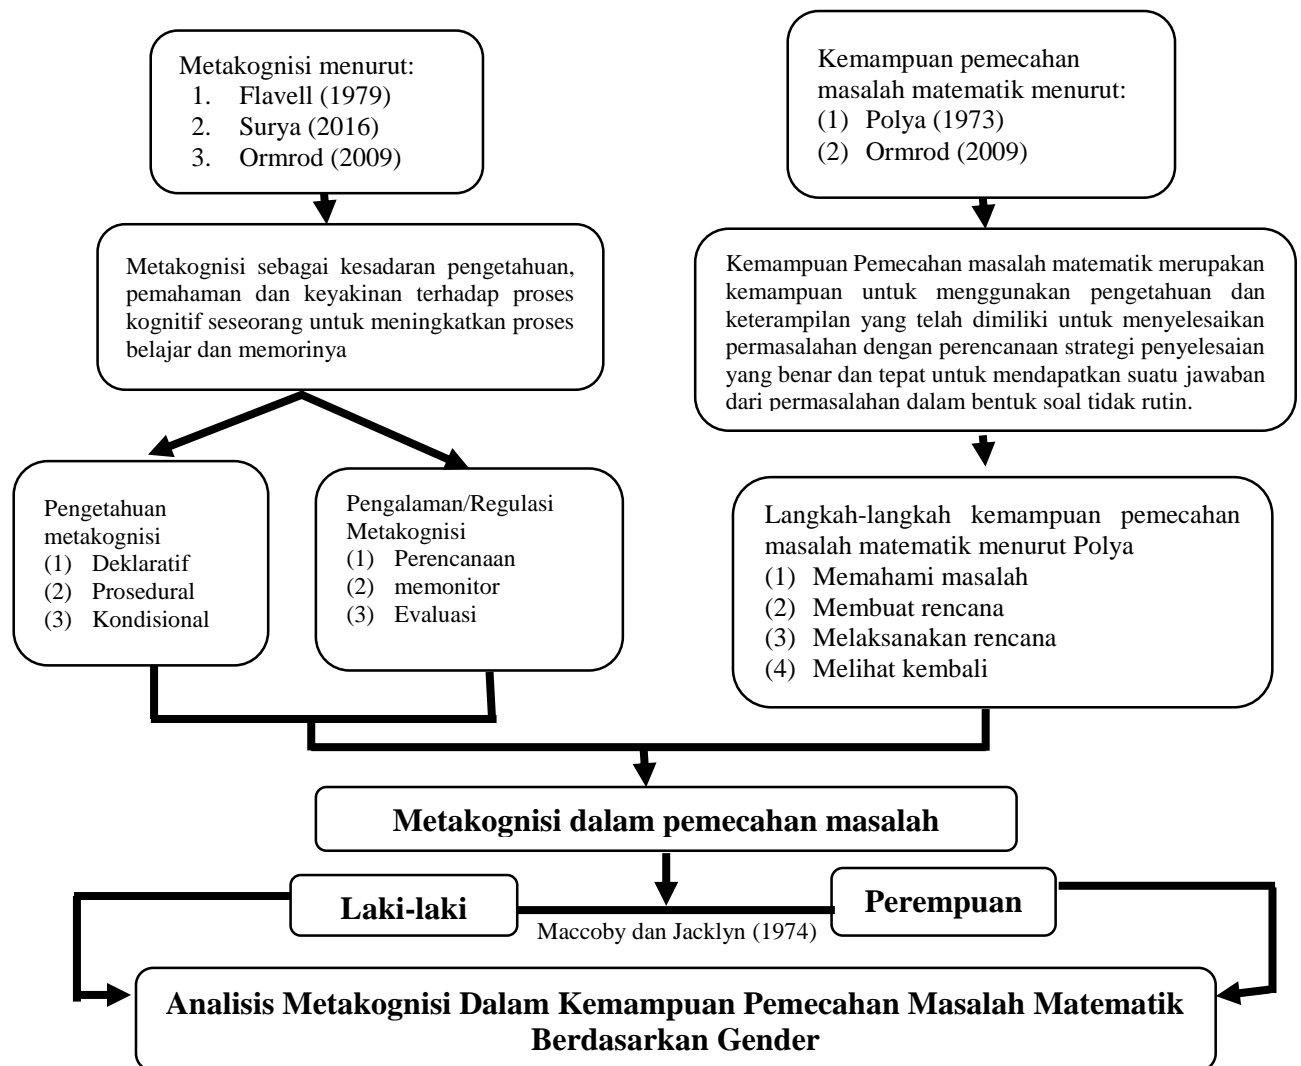 Metakognisi menurut:
1. Flavell (1979)
2. Surya (2016)
3. Ormrod (2009)
Kemampuan pemecahan
masalah matematik menurut:
(1) Polya (1973)
(2) Ormrod (2009)
Metakognisi sebagai kesadaran pengetahuan,
pemahaman dan keyakinan terhadap proses
kognitif seseorang untuk meningkatkan proses
belajar dan memorinya
Kemampuan Pemecahan masalah matematik merupakan
kemampuan untuk menggunakan pengetahuan dan
keterampilan yang telah dimiliki untuk menyelesaikan
permasalahan dengan perencanaan strategi penyelesaian
yang benar dan tepat untuk mendapatkan suatu jawaban
dari permasalahan dalam bentuk soal tidak rutin.
Pengetahuan
metakognisi
(1) Deklaratif
(2) Prosedural
(3) Kondisional
Pengalaman/Regulasi
Metakognisi
(1) Perencanaan
(2) memonitor
(3) Evaluasi
Langkah-langkah kemampuan pemecahan
masalah matematik menurut Polya
(1) Memahami masalah
(2) Membuat rencana
(3) Melaksanakan rencana
(4) Melihat kembali
Metakognisi dalam pemecahan masalah
Laki-laki
Perempuan
Maccoby dan Jacklyn (1974)
Analisis Metakognisi Dalam Kemampuan Pemecahan Masalah Matematik
Berdasarkan Gender